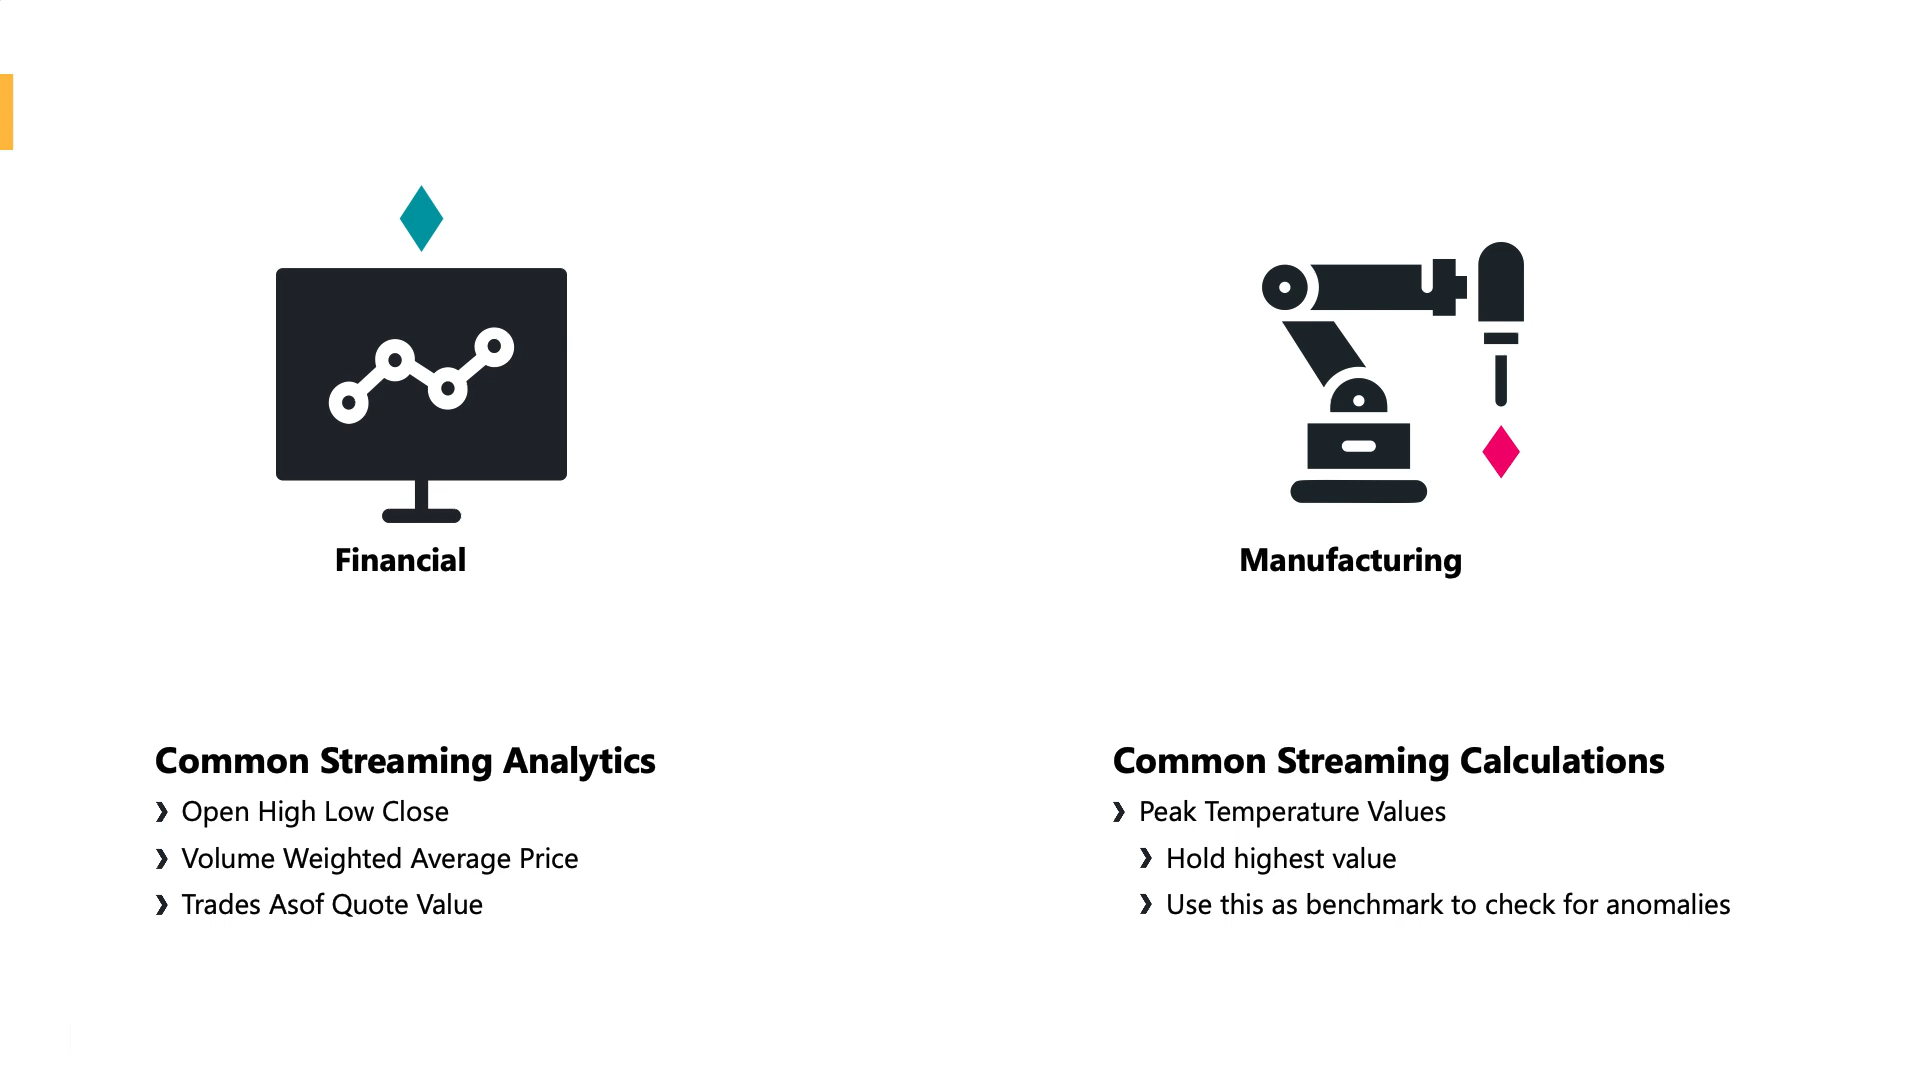 Financial
Manufacturing
Common Streaming Analytics
❯ Open High Low Close
❯ Volume Weighted Average Price
❯ Trades Asof Quote Value
Common Streaming Calculations
❯ Peak Temperature Values
❯ Hold highest value
❯ Use this as benchmark to check for anomalies